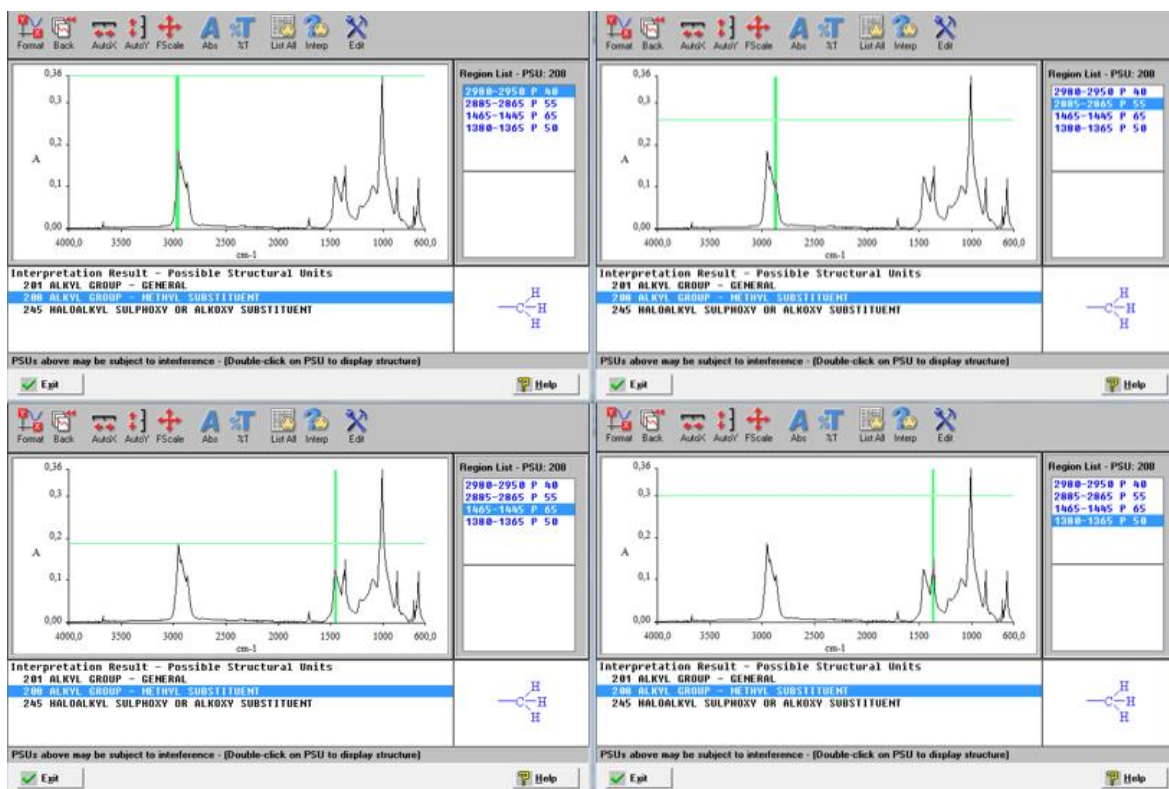 Format Back AutoX AutoY FScale Abs %T List All Interp Edit
0,36
0,3
0,2
A
0,1
0,00
4000,0 3500 3000 2500 2000 1500 1000 600,0
cm-1
Region List - PSU: 208
2980-2950 P 40
2885-2865 P 55
1465-1445 P 65
1380-1365 P 50
Interpretation Result - Possible Structural Units
201 ALKYL GROUP - GENERAL
208 ALKYL GROUP - METHYL SUBSTITUENT
245 HALOALKYL SULPHOXY OR ALKOXY SUBSTITUENT
H
C H
H
PSUs above may be subject to interference - (Double-click on PSU to display structure)
Exit Help
Format Back AutoX AutoY FScale Abs %T List All Interp Edit
0,36
0,3
0,2
A
0,1
0,00
4000,0 3500 3000 2500 2000 1500 1000 600,0
cm-1
Region List - PSU: 208
2980-2950 P 40
2885-2865 P 55
1465-1445 P 65
1380-1365 P 50
Interpretation Result - Possible Structural Units
201 ALKYL GROUP - GENERAL
208 ALKYL GROUP - METHYL SUBSTITUENT
245 HALOALKYL SULPHOXY OR ALKOXY SUBSTITUENT
H
C H
H
PSUs above may be subject to interference - (Double-click on PSU to display structure)
Exit Help
Format Back AutoX AutoY FScale Abs %T List All Interp Edit
0,36
0,3
0,2
A
0,1
0,00
4000,0 3500 3000 2500 2000 1500 1000 600,0
cm-1
Region List - PSU: 208
2980-2950 P 40
2885-2865 P 55
1465-1445 P 65
1380-1365 P 50
Interpretation Result - Possible Structural Units
201 ALKYL GROUP - GENERAL
208 ALKYL GROUP - METHYL SUBSTITUENT
245 HALOALKYL SULPHOXY OR ALKOXY SUBSTITUENT
H
C H
H
PSUs above may be subject to interference - (Double-click on PSU to display structure)
Exit Help
Format Back AutoX AutoY FScale Abs %T List All Interp Edit
0,36
0,3
0,2
A
0,1
0,00
4000,0 3500 3000 2500 2000 1500 1000 600,0
cm-1
Region List - PSU: 208
2980-2950 P 40
2885-2865 P 55
1465-1445 P 65
1380-1365 P 50
Interpretation Result - Possible Structural Units
201 ALKYL GROUP - GENERAL
208 ALKYL GROUP - METHYL SUBSTITUENT
245 HALOALKYL SULPHOXY OR ALKOXY SUBSTITUENT
H
C H
H
PSUs above may be subject to interference - (Double-click on PSU to display structure)
Exit Help